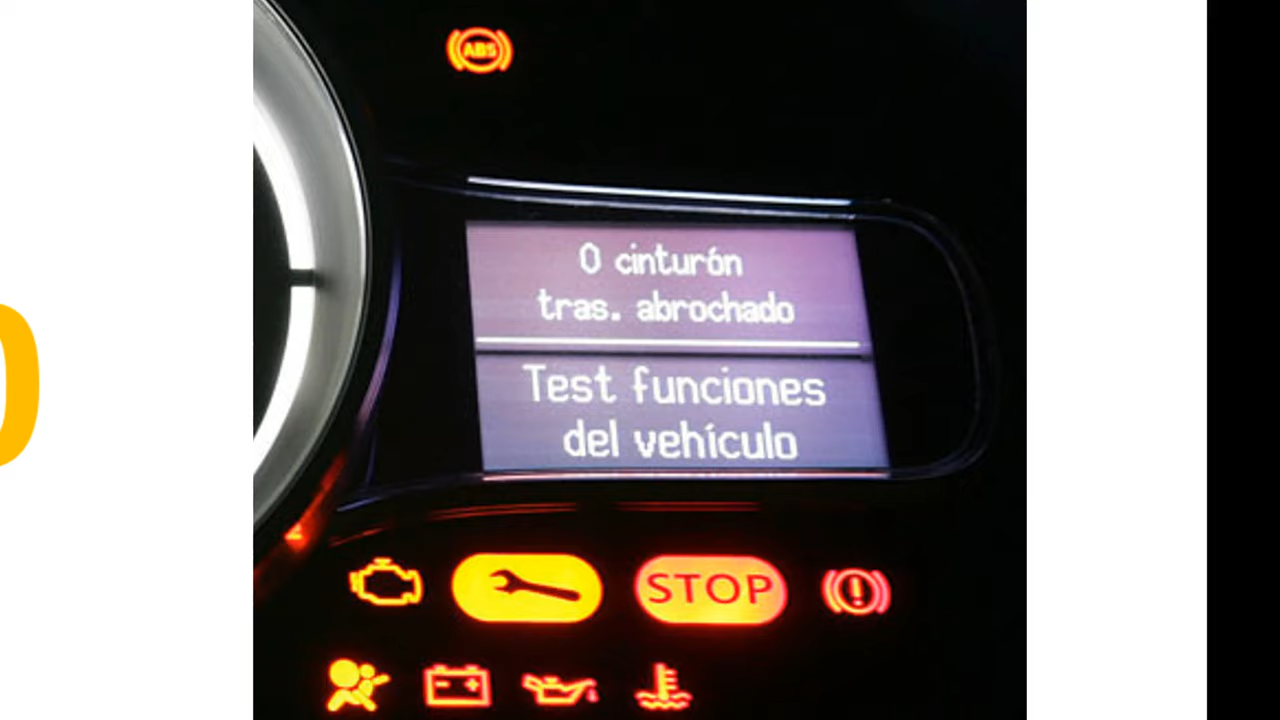 ABS
0 cinturón
tras. abrochado
Test funciones
del vehículo
STOP